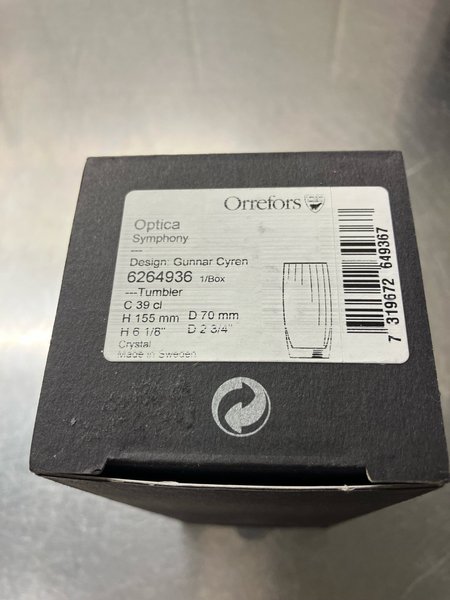 Orrefors
Optica
Symphony
---
Design: Gunnar Cyren
6264936 1/Box
---Tumbler
C 39 cl
H 155 mm D 70 mm
H 6 1/8" D 2 3/4"
Crystal
Made in Sweden
7 319672 649367